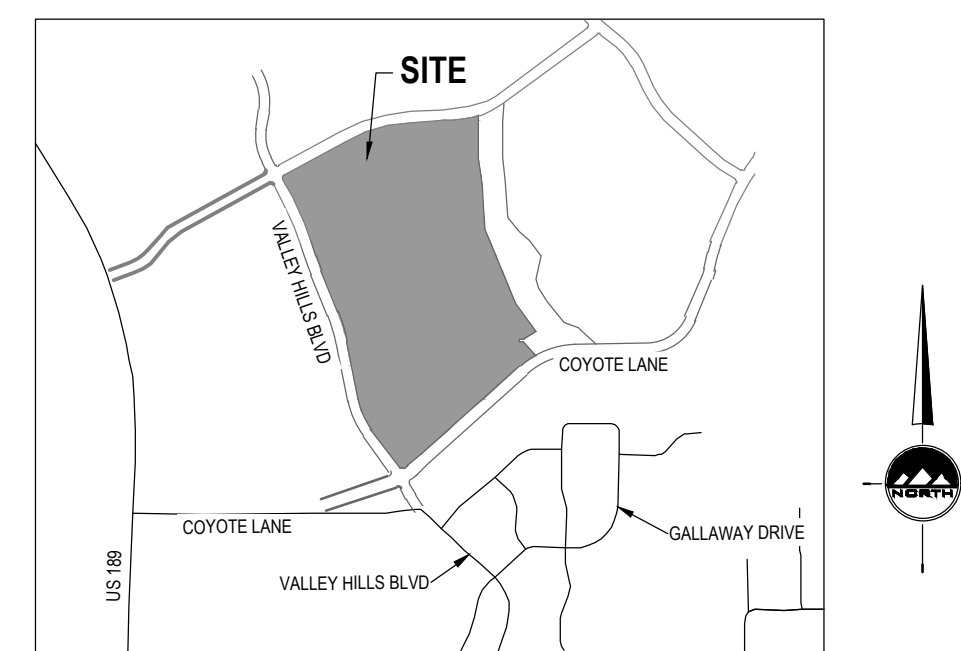 SITE
VALLEY HILLS BLVD
COYOTE LANE
NORTH
COYOTE LANE
GALLAWAY DRIVE
US 189
VALLEY HILLS BLVD